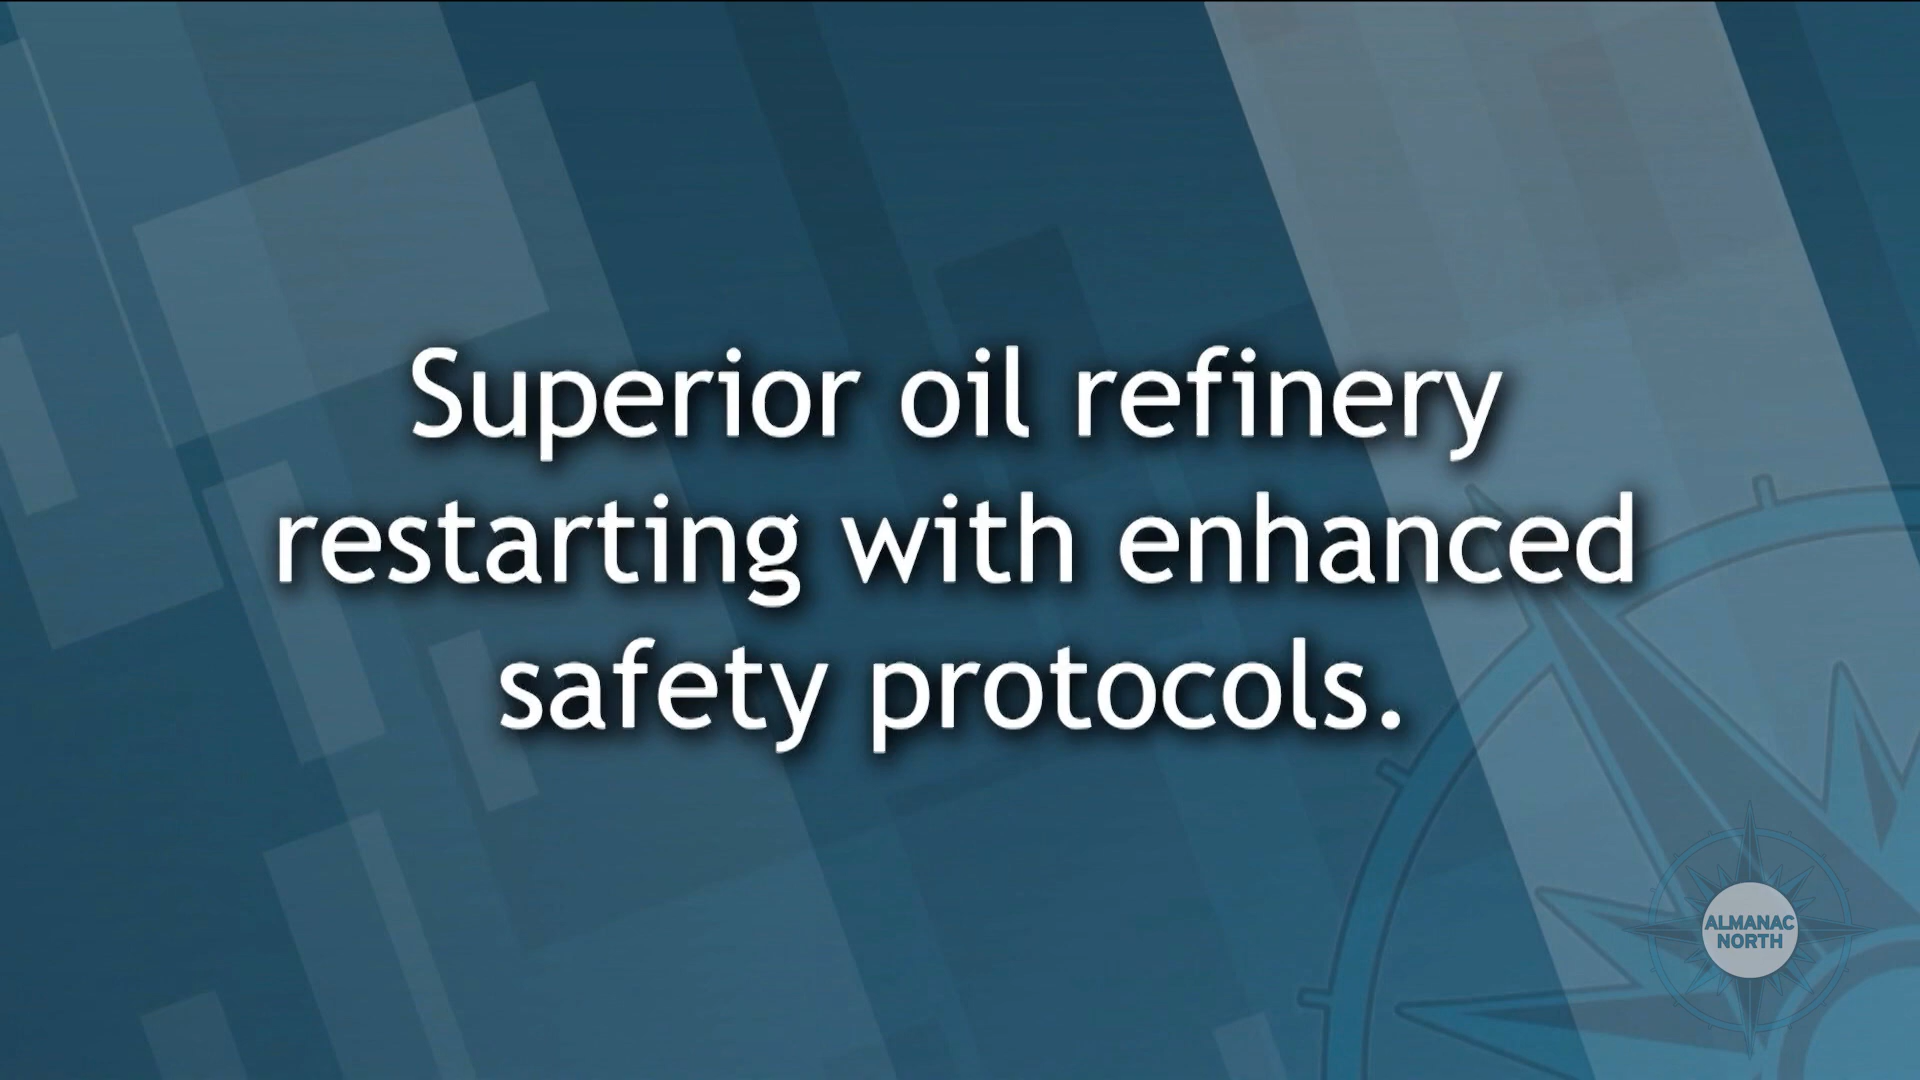 Superior oil refinery
restarting with enhanced
safety protocols.
ALMANAC
NORTH